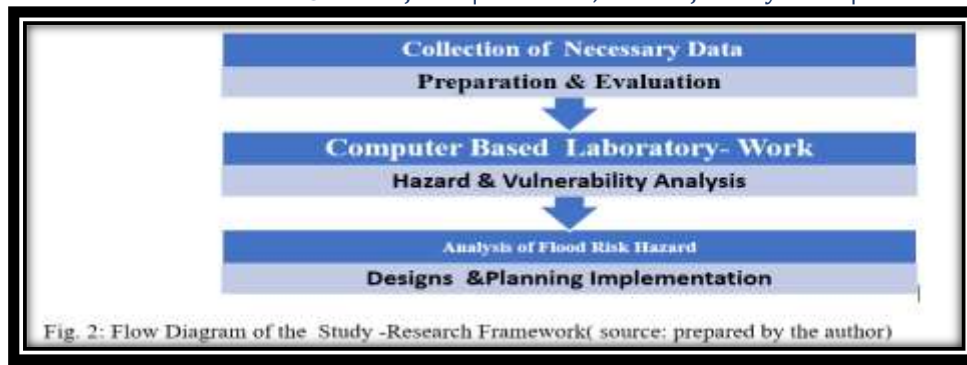 Collection of Necessary Data
Preparation & Evaluation
Computer Based Laboratory- Work
Hazard & Vulnerability Analysis
Analysis of Flood Risk Hazard
Designs &Planning Implementation
Fig. 2: Flow Diagram of the Study -Research Framework( source: prepared by the author)